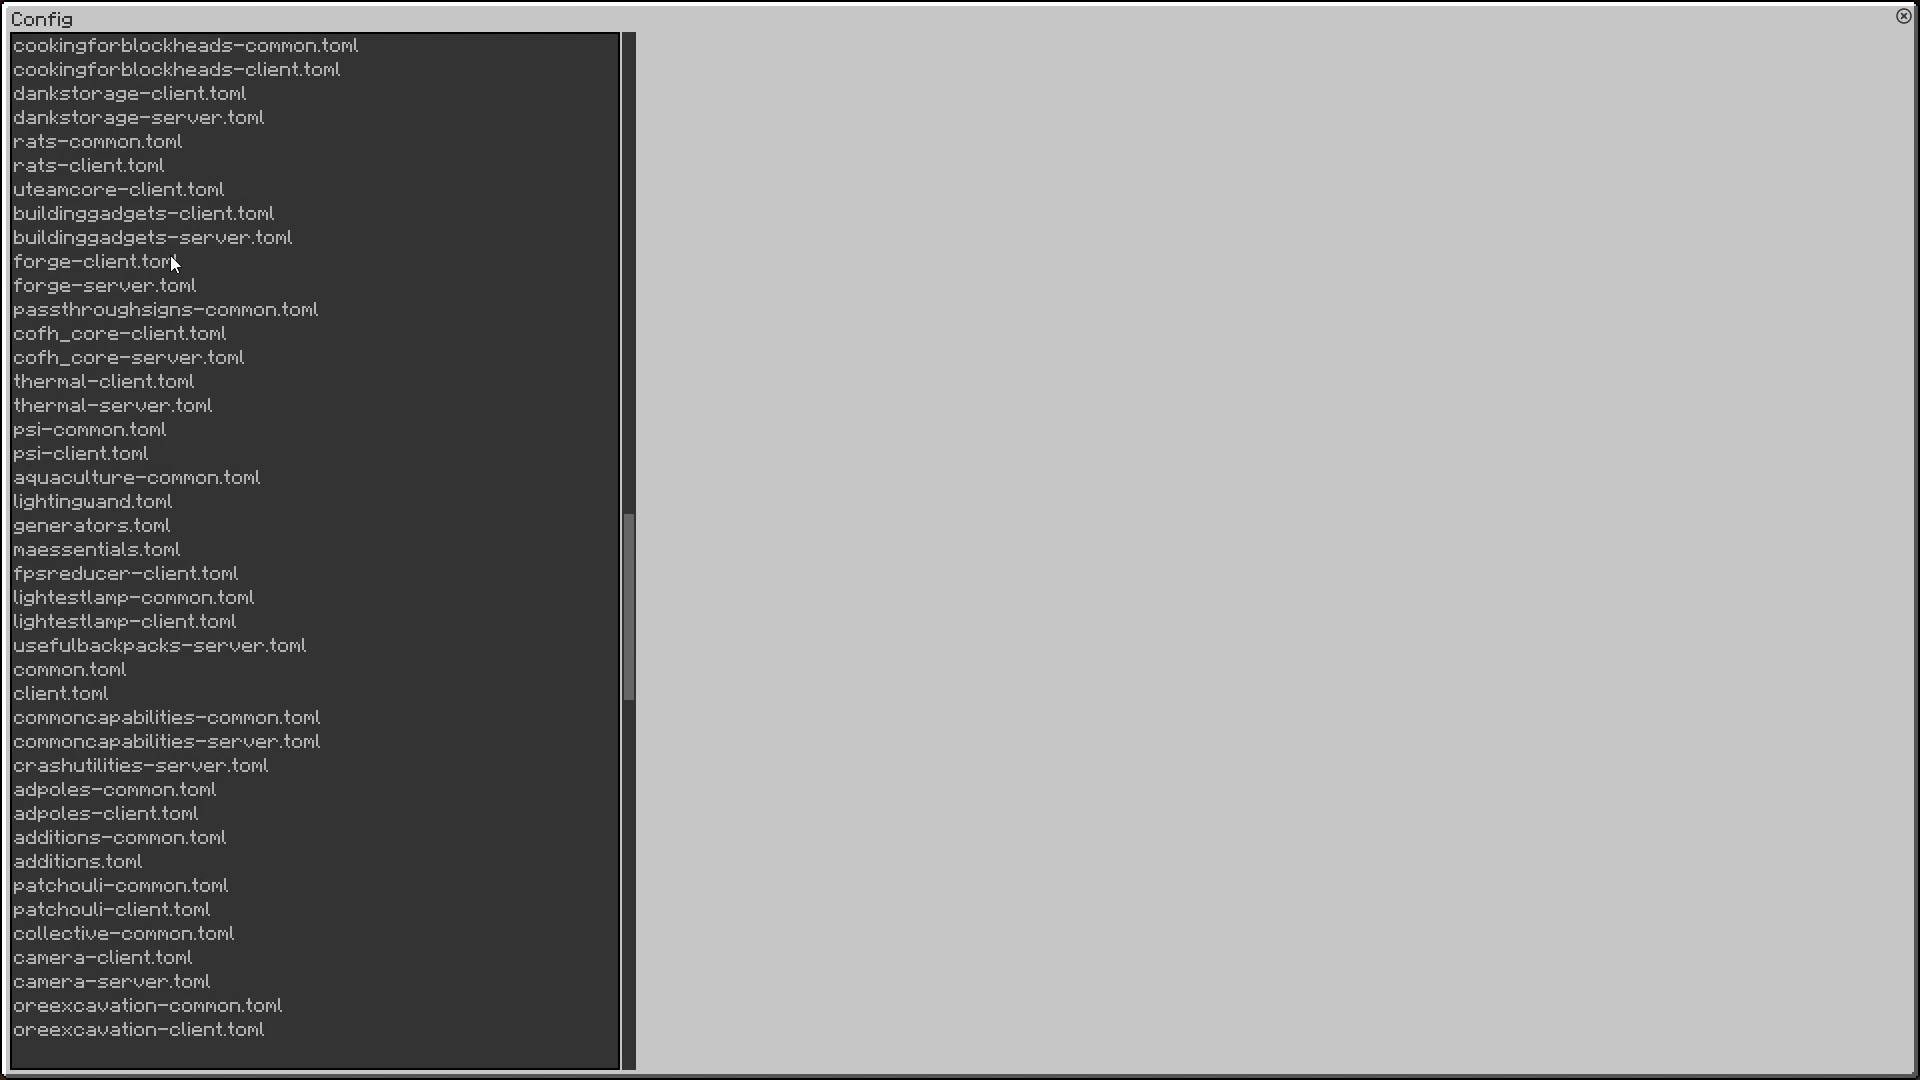 Config
cookingforblockheads-common.toml
cookingforblockheads-client.toml
dankstorage-client.toml
dankstorage-server.toml
rats-common.toml
rats-client.toml
uteamcore-client.toml
buildinggadgets-client.toml
buildinggadgets-server.toml
forge-client.toml
forge-server.toml
passthroughsigns-common.toml
cofh_core-client.toml
cofh_core-server.toml
thermal-client.toml
thermal-server.toml
psi-common.toml
psi-client.toml
aquaculture-common.toml
lightingwand.toml
generators.toml
maessentials.toml
fpsreducer-client.toml
lightestlamp-common.toml
lightestlamp-client.toml
usefulbackpacks-server.toml
common.toml
client.toml
commoncapabilities-common.toml
commoncapabilities-server.toml
crashutilities-server.toml
adpoles-common.toml
adpoles-client.toml
additions-common.toml
additions.toml
patchouli-common.toml
patchouli-client.toml
collective-common.toml
camera-client.toml
camera-server.toml
oreexcavation-common.toml
oreexcavation-client.toml